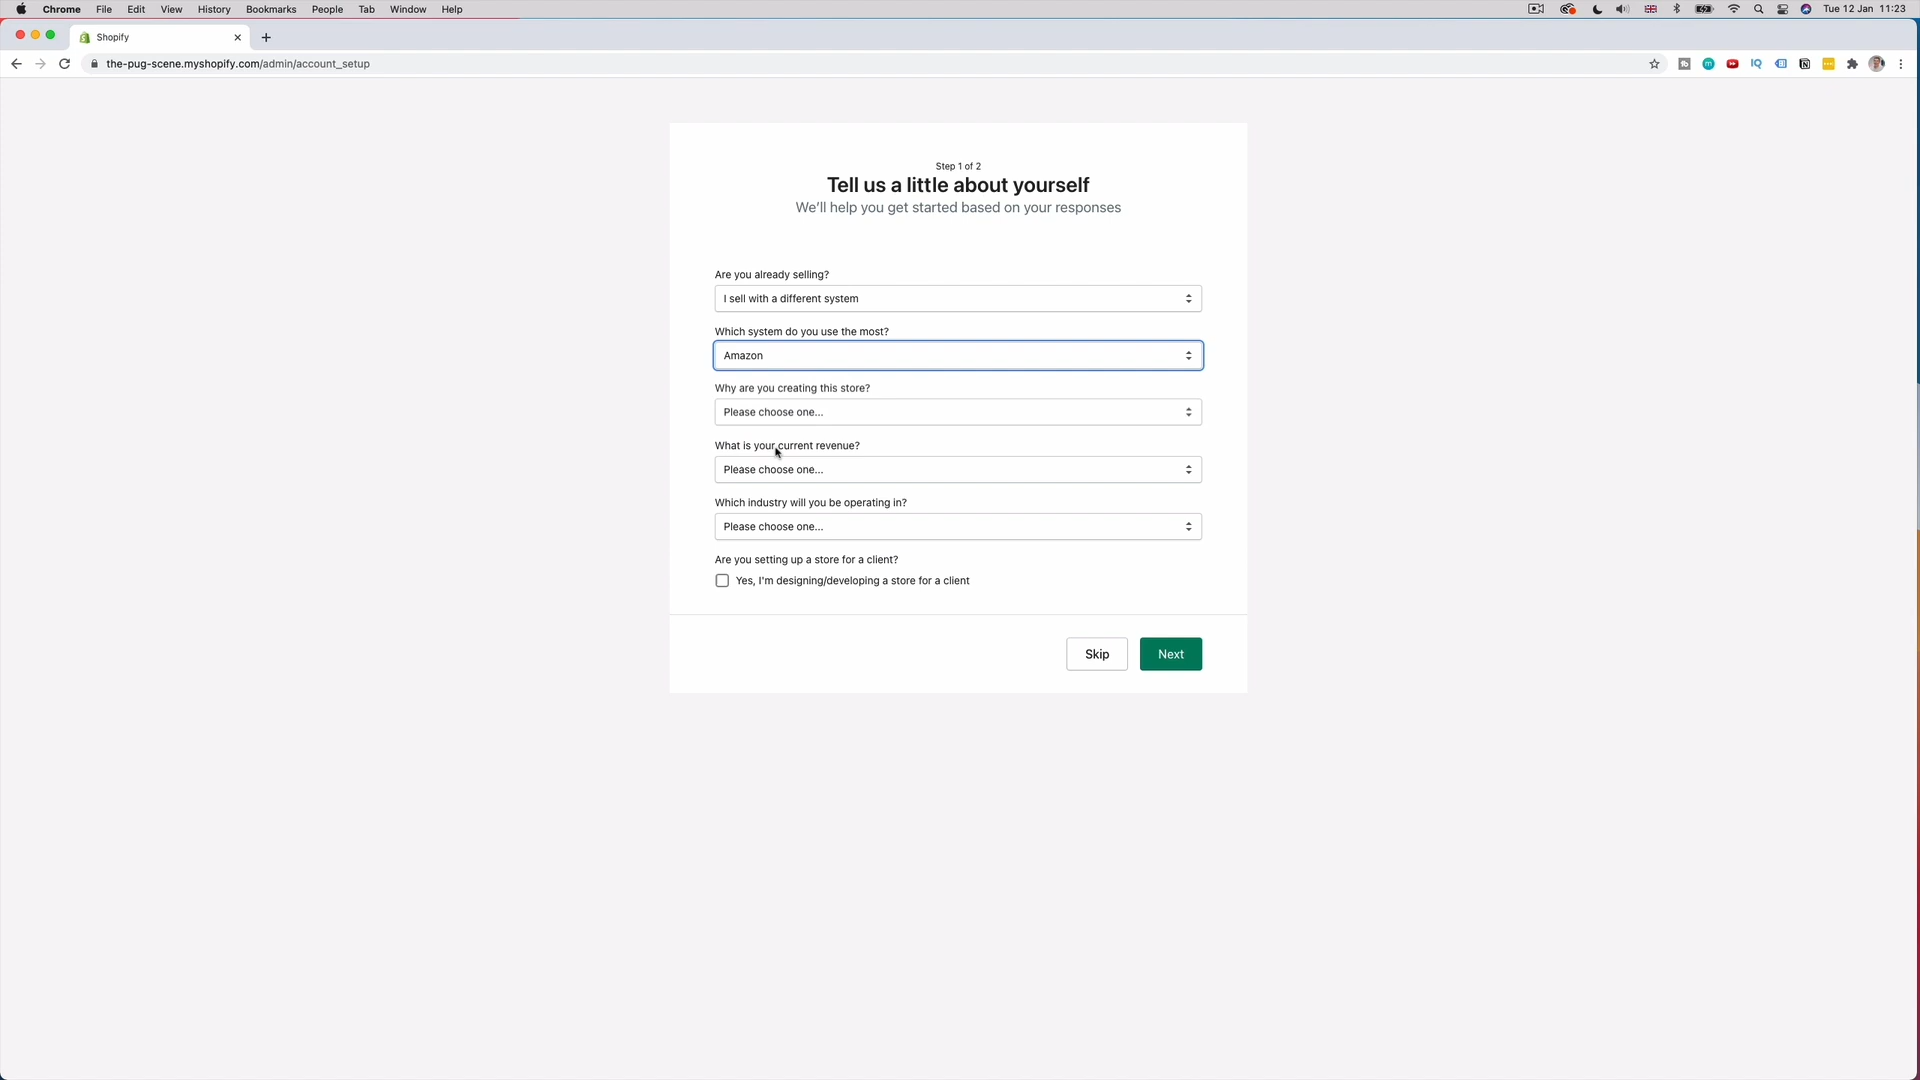 Chrome File Edit View History Bookmarks People Tab Window Help Tue 12 Jan 11:23
Shopify
the-pug-scene.myshopify.com/admin/account_setup
Step 1 of 2
Tell us a little about yourself
We'll help you get started based on your responses
Are you already selling?
I sell with a different system
Which system do you use the most?
Amazon
Why are you creating this store?
Please choose one...
What is your current revenue?
Please choose one...
Which industry will you be operating in?
Please choose one...
Are you setting up a store for a client?
Yes, I'm designing/developing a store for a client
Skip Next